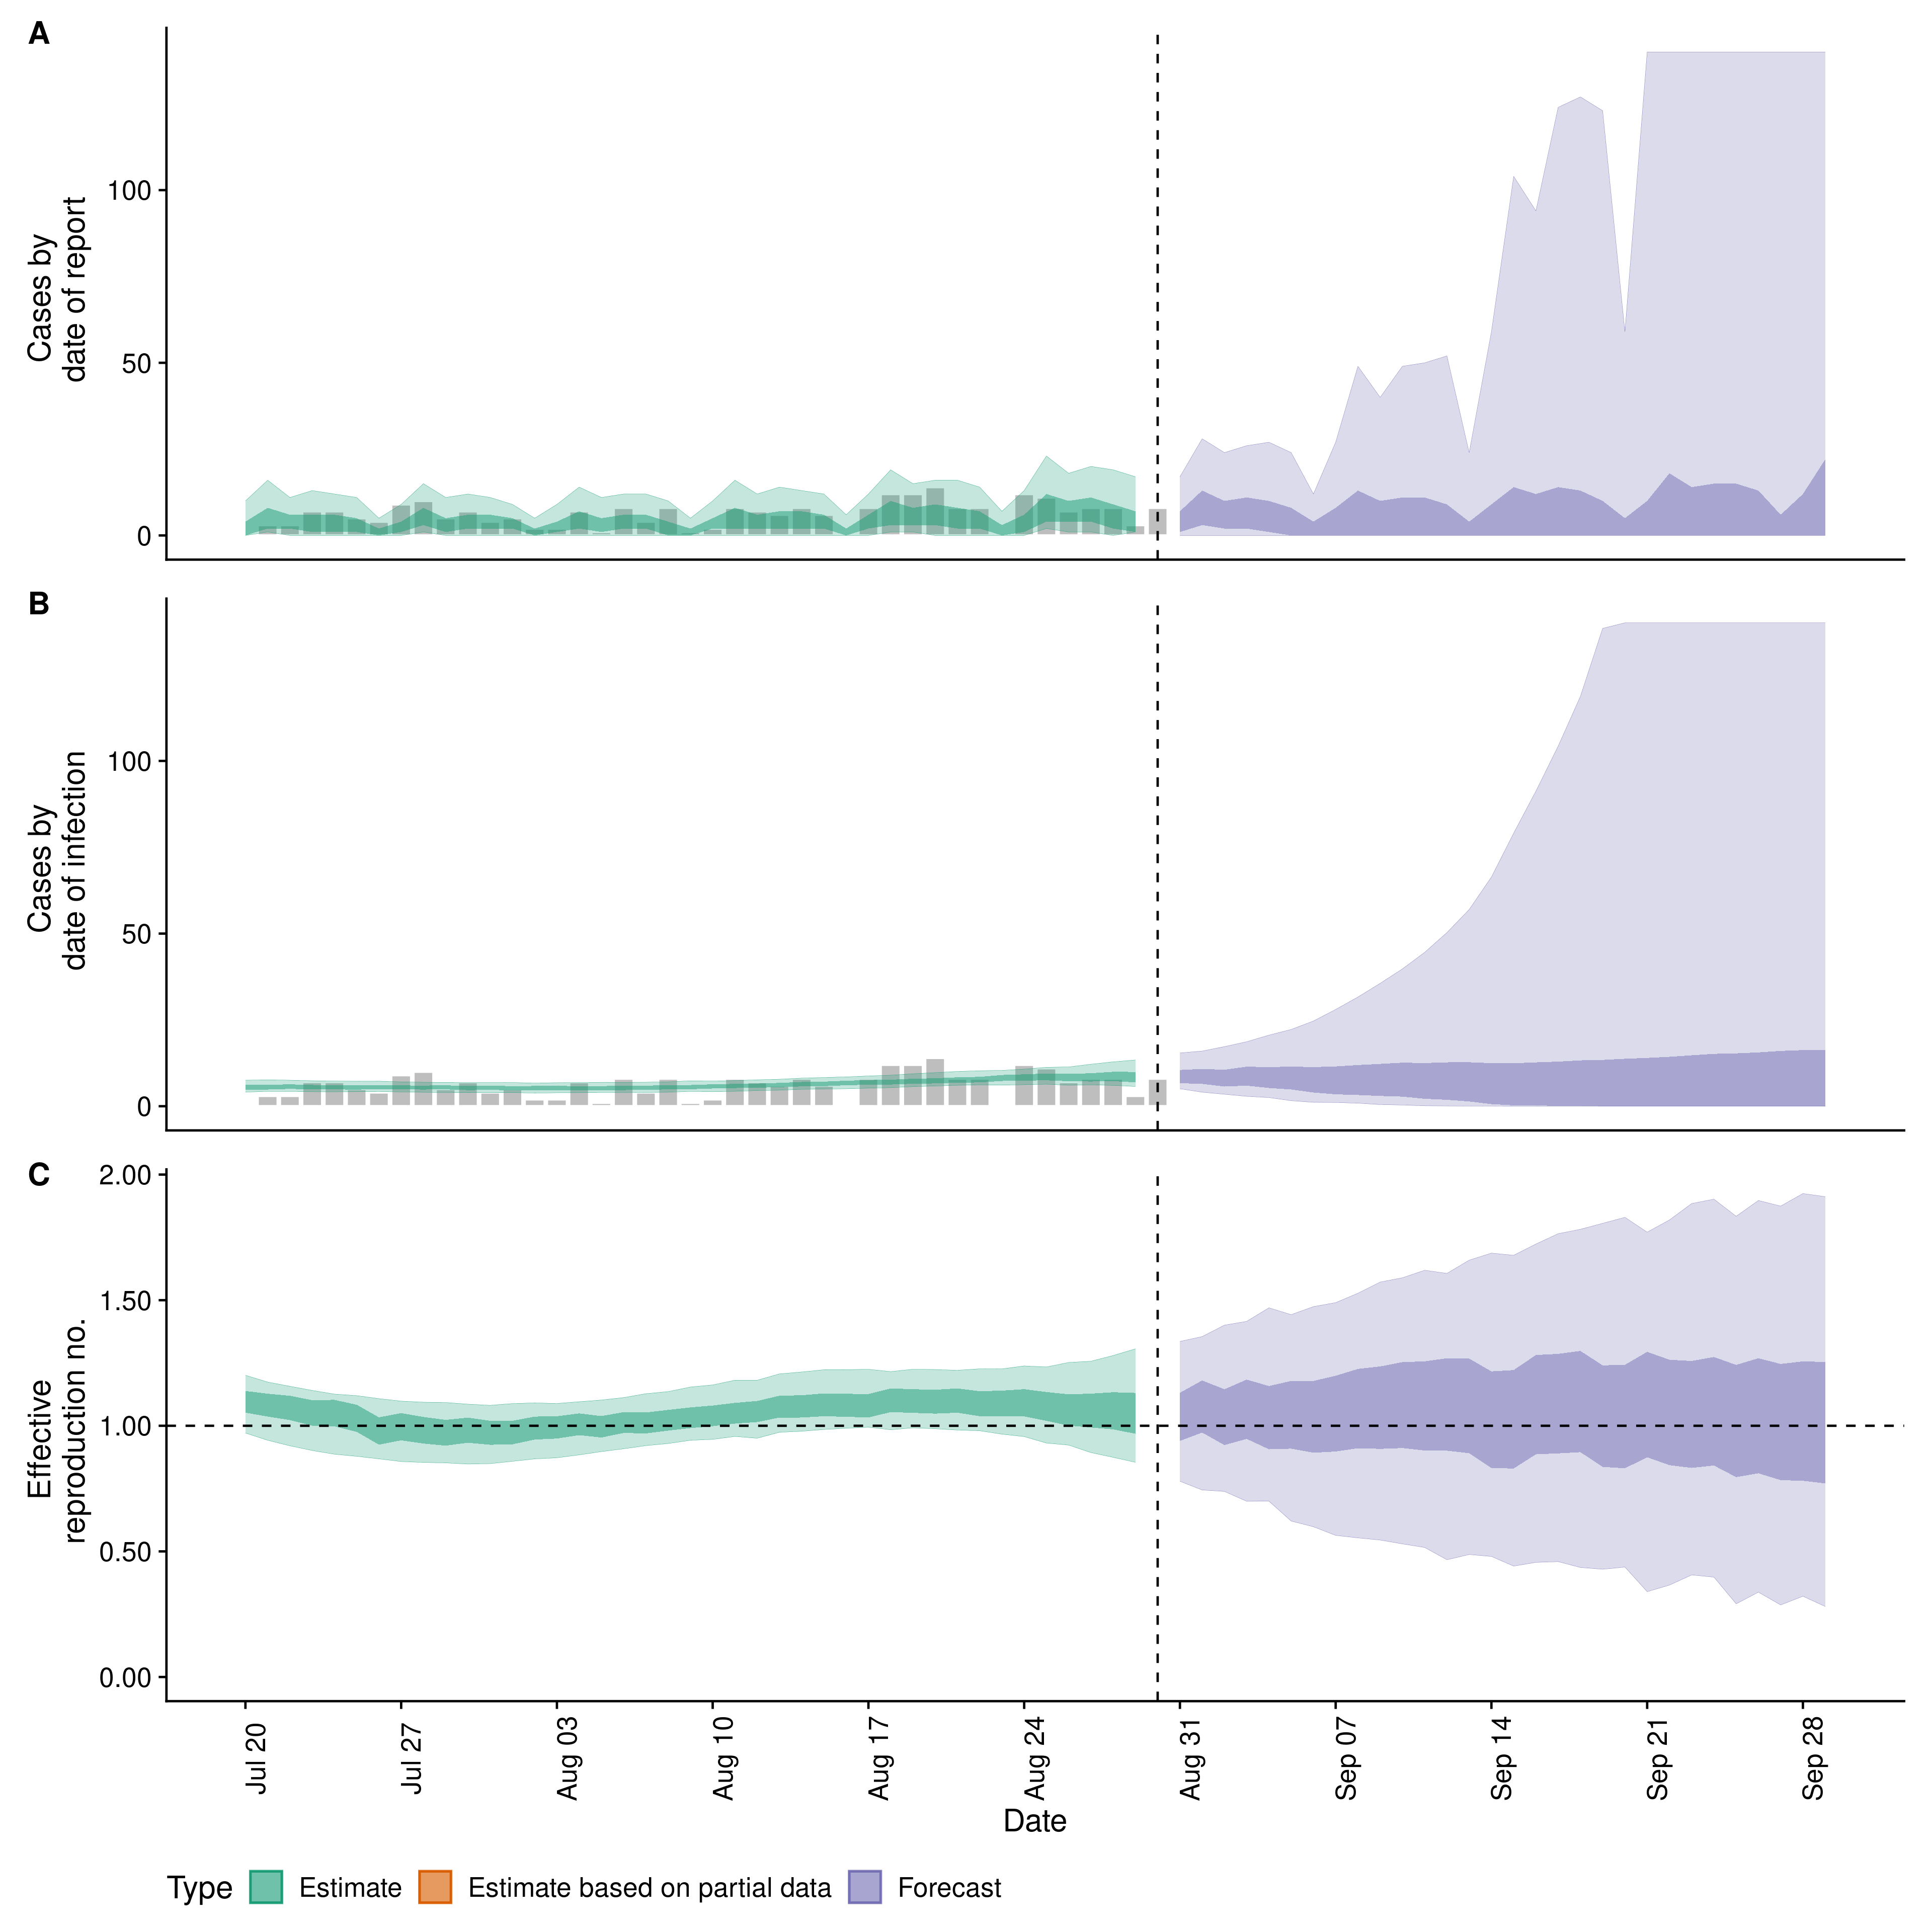 A
Cases by
date of report
100
50
0
B
Cases by
date of infection
100
50
0
C
Effective
reproduction no.
2.00
1.50
1.00
0.50
0.00
Jul 20
Jul 27
Aug 03
Aug 10
Aug 17
Aug 24
Aug 31
Sep 07
Sep 14
Sep 21
Sep 28
Date
Type Estimate Estimate based on partial data Forecast